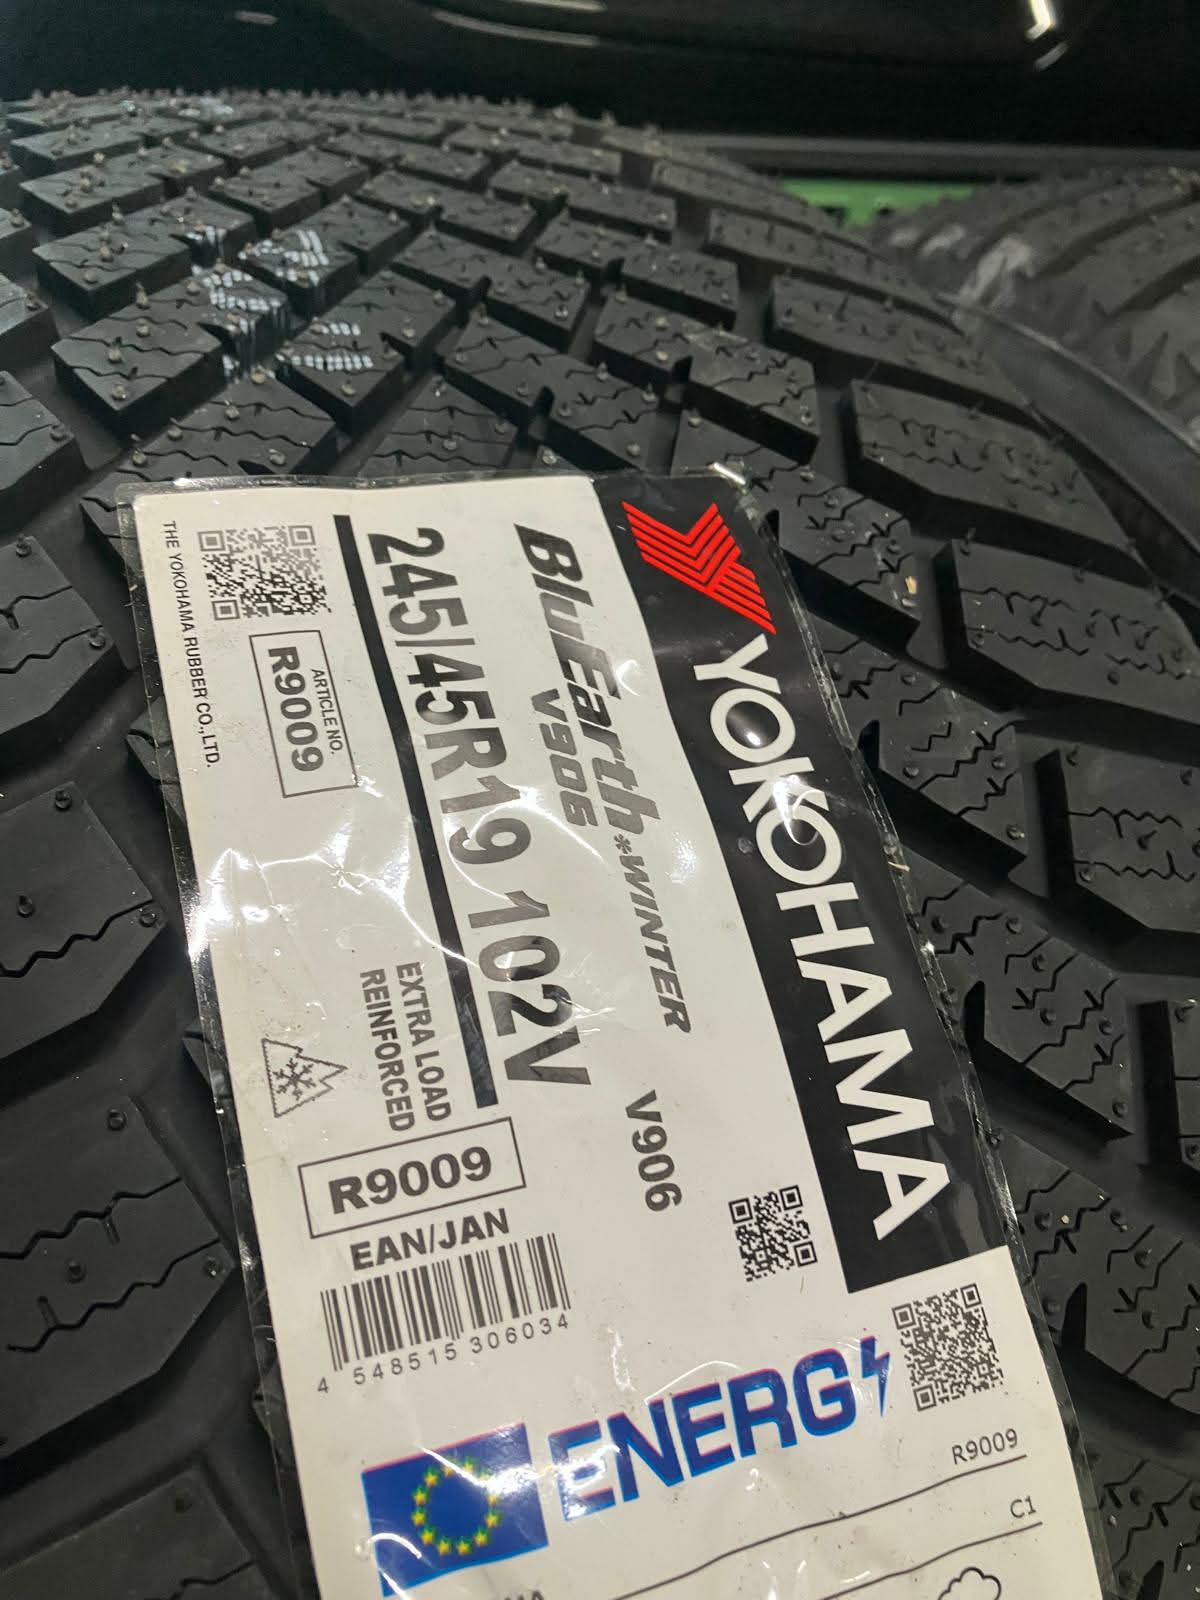 YOKOHAMA
BluEarth*WINTER
V906
V906
245/45R19 102V
EXTRA LOAD
REINFORCED
ARTICLE NO.
R9009
THE YOKOHAMA RUBBER CO.,LTD.
R9009
EAN/JAN
4 548515 306034
ENERG
R9009
C1